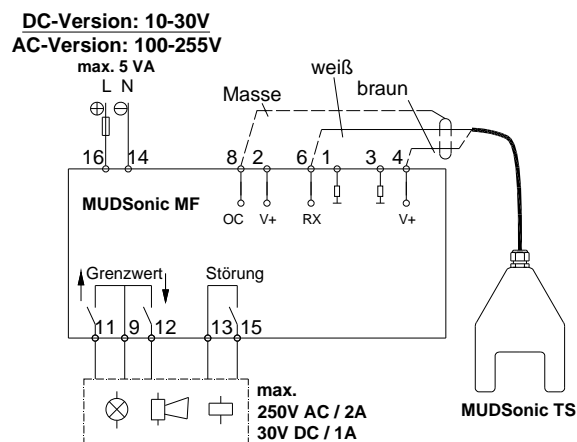 DC-Version: 10-30V
AC-Version: 100-255V
max. 5 VA
L N
weiß
braun
Masse
16 14 8 2 6 1 3 4
MUDSonic MF
OC V+ RX V+
Grenzwert Störung
11 9 12 13 15
max.
250V AC / 2A
30V DC / 1A
MUDSonic TS